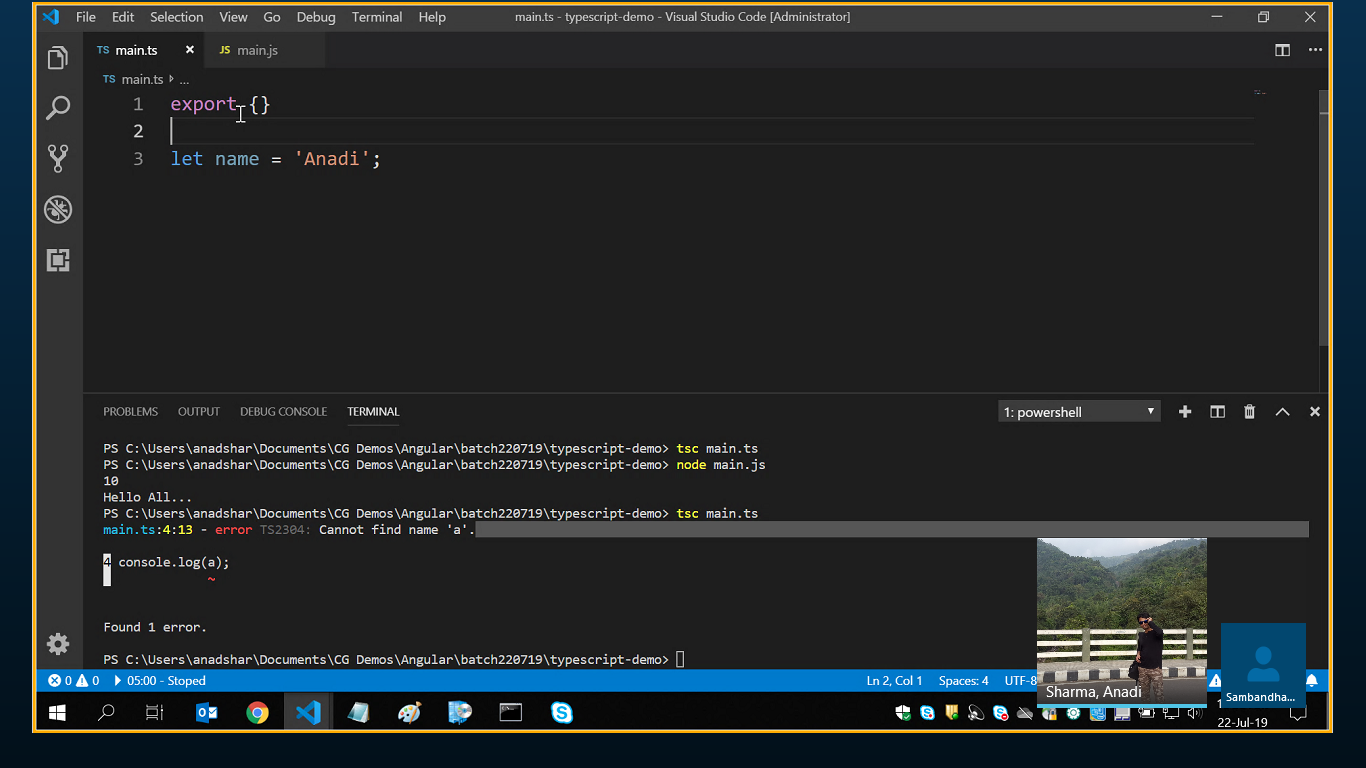 File Edit Selection View Go Debug Terminal Help
main.ts - typescript-demo - Visual Studio Code [Administrator]
TS main.ts
JS main.js
TS main.ts ...
1 export {}
2
3 let name = 'Anadi';
PROBLEMS OUTPUT DEBUG CONSOLE TERMINAL
1: powershell
PS C:\Users\anadshar\Documents\CG Demos\Angular\batch220719\typescript-demo> tsc main.ts
PS C:\Users\anadshar\Documents\CG Demos\Angular\batch220719\typescript-demo> node main.js
10
Hello All...
PS C:\Users\anadshar\Documents\CG Demos\Angular\batch220719\typescript-demo> tsc main.ts
main.ts:4:13 - error TS2304: Cannot find name 'a'.
4 console.log(a);
~
Found 1 error.
PS C:\Users\anadshar\Documents\CG Demos\Angular\batch220719\typescript-demo>
0 0 05:00 - Stoped
Ln 2, Col 1 Spaces: 4 UTF-8
Sharma, Anadi
Sambandha...
22-Jul-19